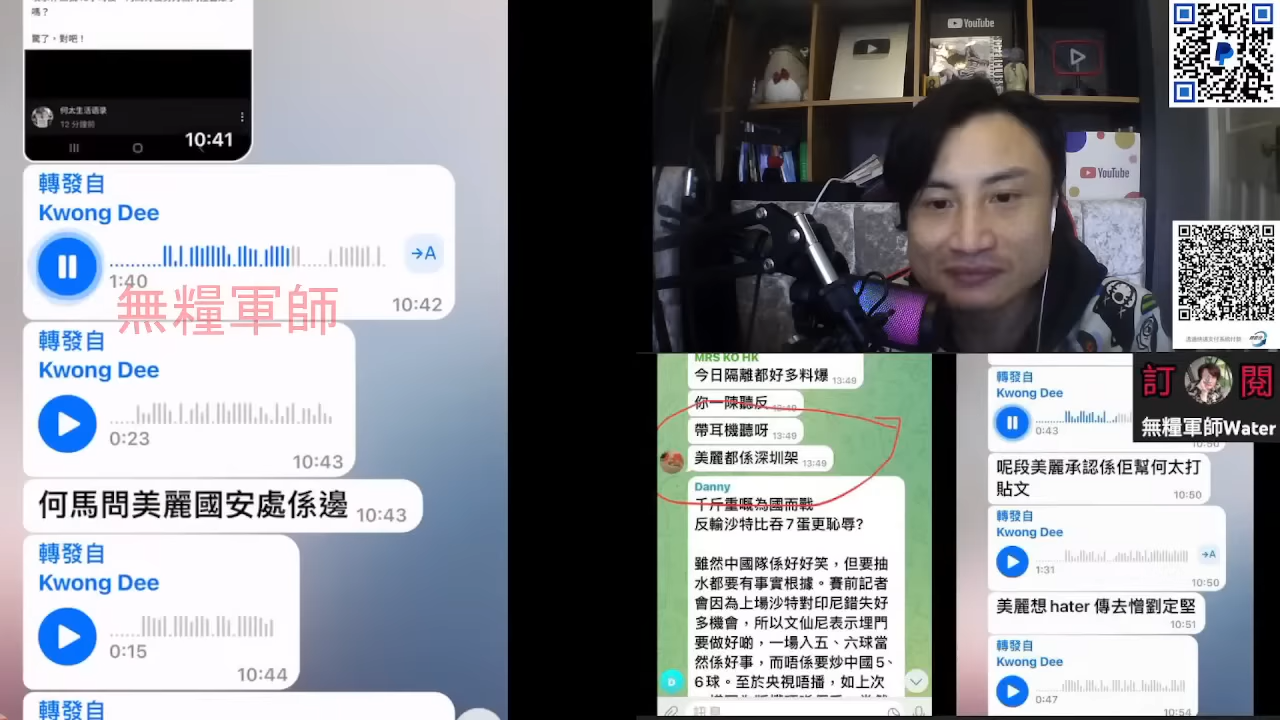 嗎？
驚了，對吧！
何太生活语录
12 分鐘前
10:41
轉發自
Kwong Dee
1:40
10:42
無糧軍師
轉發自
Kwong Dee
0:23
10:43
何馬問美麗國安處係邊 10:43
轉發自
Kwong Dee
0:15
10:44
轉發自
YouTube
YouTube
MRS KO HK
今日隔離都好多料爆 13:49
你一陳聽反 13:49
帶耳機聽呀 13:49
美麗都係深圳架 13:49
Danny
千斤重嘅為國而戰
反輸沙特比吞7蛋更恥辱?
雖然中國隊係好好笑，但要抽
水都要有事實根據。賽前記者
會因為上場沙特對印尼錯失好
多機會，所以文仙尼表示埋門
要做好啲，一場入五、六球當
然係好事，而唔係要炒中國5、
6球。至於央視唔播，如上次
D
轉發自
Kwong Dee
0:43
10:50
訂
閱
無糧軍師Water
呢段美麗承認係佢幫何太打
貼文
10:50
轉發自
Kwong Dee
1:31
10:50
美麗想hater 傳去憎劉定堅
10:51
轉發自
Kwong Dee
0:47
10:54